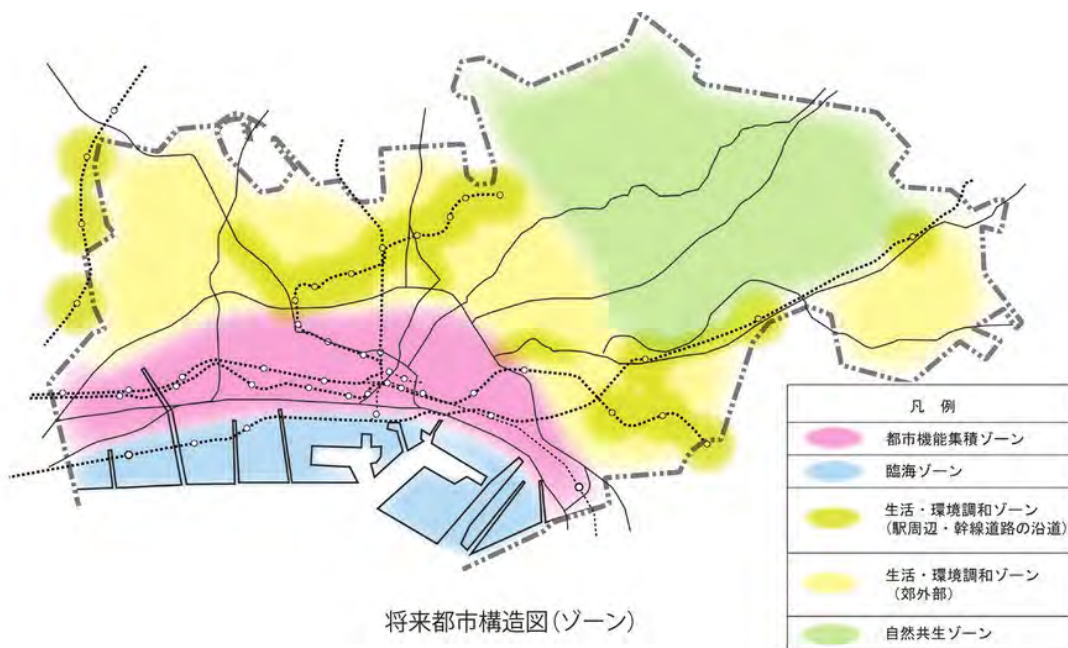 凡 例
都市機能集積ゾーン
臨海ゾーン
生活・環境調和ゾーン
(駅周辺・幹線道路の沿道)
生活・環境調和ゾーン
(郊外部)
自然共生ゾーン
将来都市構造図(ゾーン)